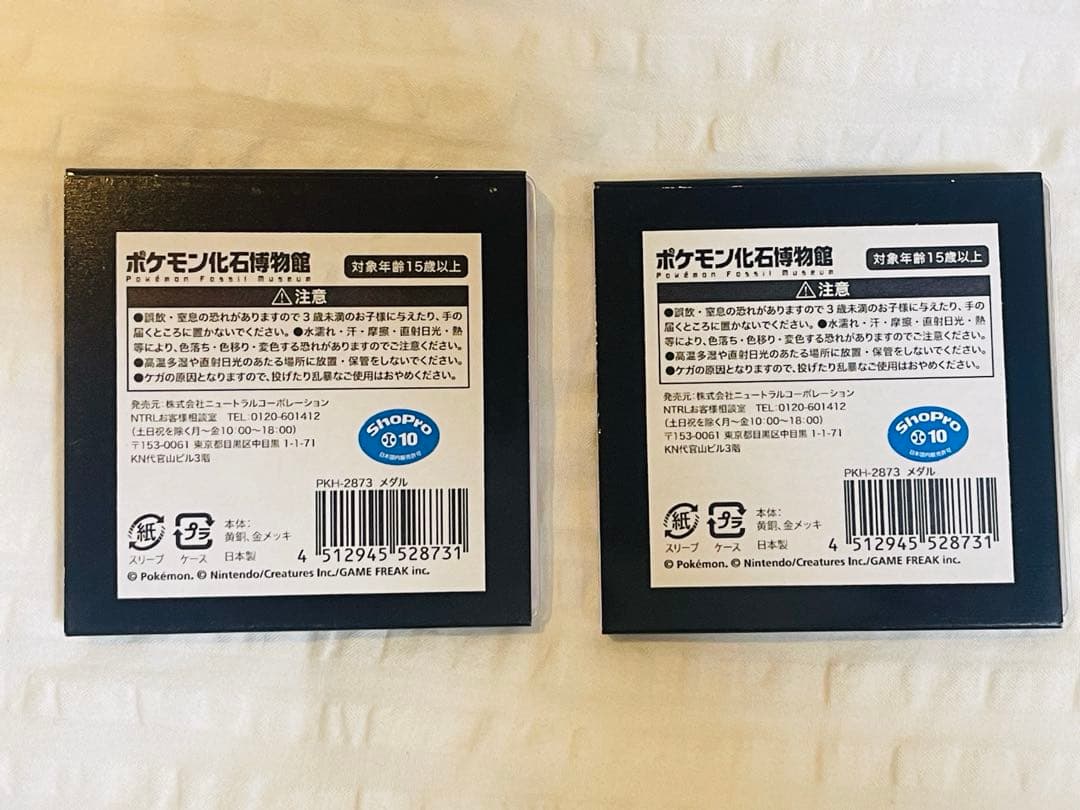 ポケモン化石博物館
Pokémon Fossil Museum
対象年齢15歳以上
⚠注意
●誤飲・窒息の恐れがありますので3歳未満のお子様に与えたり、手の
届くところに置かないでください。●水濡れ・汗・摩擦・直射日光・熱
等により、色落ち・色移り・変色する恐れがありますのでご注意ください。
●高温多湿や直射日光のあたる場所に放置・保管をしないでください。
●ケガの原因となりますので、投げたり乱暴なご使用はおやめください。
発売元:株式会社ニュートラルコーポレーション
NTRLお客様相談室 TEL:0120-601412
(土日祝を除く月~金10:00~18:00)
〒153-0061 東京都目黒区中目黒 1-1-71
KN代官山ビル3階
ShoPro
10
日本国内販売許可
PKH-2873 メダル
紙
スリーブ
プラ
ケース
本体:
黄銅、金メッキ
日本製
4 512945 528731
© Pokémon. © Nintendo/Creatures Inc./GAME FREAK inc.
ポケモン化石博物館
Pokémon Fossil Museum
対象年齢15歳以上
⚠注意
●誤飲・窒息の恐れがありますので3歳未満のお子様に与えたり、手の
届くところに置かないでください。●水濡れ・汗・摩擦・直射日光・熱
等により、色落ち・色移り・変色する恐れがありますのでご注意ください。
●高温多湿や直射日光のあたる場所に放置・保管をしないでください。
●ケガの原因となりますので、投げたり乱暴なご使用はおやめください。
発売元:株式会社ニュートラルコーポレーション
NTRLお客様相談室 TEL:0120-601412
(土日祝を除く月~金10:00~18:00)
〒153-0061 東京都目黒区中目黒 1-1-71
KN代官山ビル3階
ShoPro
10
日本国内販売許可
PKH-2873 メダル
紙
スリーブ
プラ
ケース
本体:
黄銅、金メッキ
日本製
4 512945 528731
© Pokémon. © Nintendo/Creatures Inc./GAME FREAK inc.